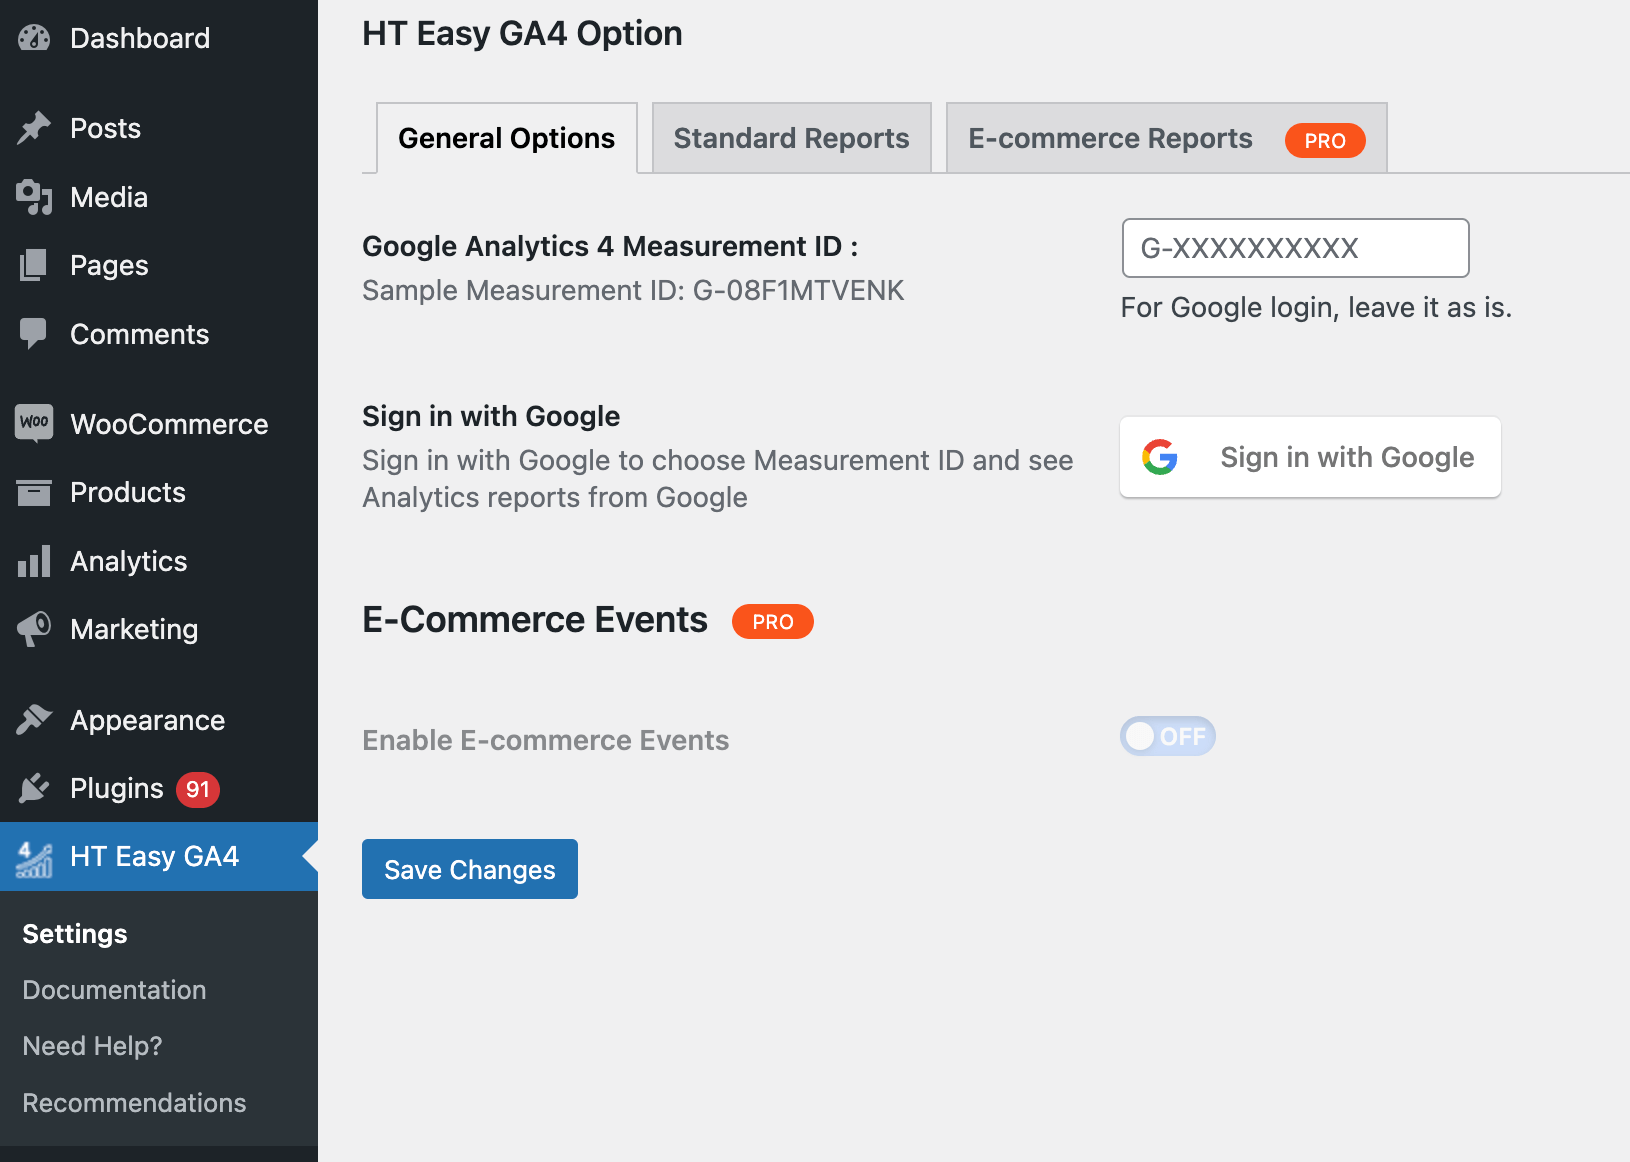 Dashboard
Posts
Media
Pages
Comments
Woo
WooCommerce
Products
Analytics
Marketing
Appearance
Plugins 91
4
HT Easy GA4
Settings
Documentation
Need Help?
Recommendations
HT Easy GA4 Option
General Options
Standard Reports
E-commerce Reports PRO
Google Analytics 4 Measurement ID :
Sample Measurement ID: G-08F1MTVENK
G-XXXXXXXXXX
For Google login, leave it as is.
Sign in with Google
Sign in with Google to choose Measurement ID and see
Analytics reports from Google
Sign in with Google
E-Commerce Events PRO
Enable E-commerce Events
OFF
Save Changes